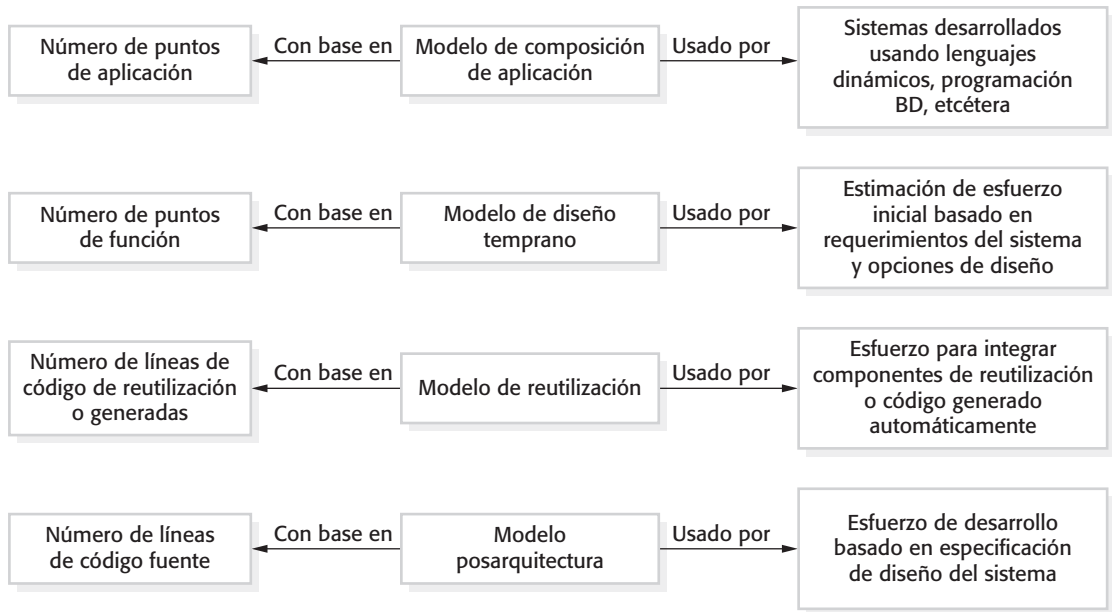 Número de puntos
de aplicación
Con base en
Modelo de composición
de aplicación
Usado por
Sistemas desarrollados
usando lenguajes
dinámicos, programación
BD, etcétera
Número de puntos
de función
Con base en
Modelo de diseño
temprano
Usado por
Estimación de esfuerzo
inicial basado en
requerimientos del sistema
y opciones de diseño
Número de líneas de
código de reutilización
o generadas
Con base en
Modelo de reutilización
Usado por
Esfuerzo para integrar
componentes de reutilización
o código generado
automáticamente
Número de líneas
de código fuente
Con base en
Modelo
posarquitectura
Usado por
Esfuerzo de desarrollo
basado en especificación
de diseño del sistema